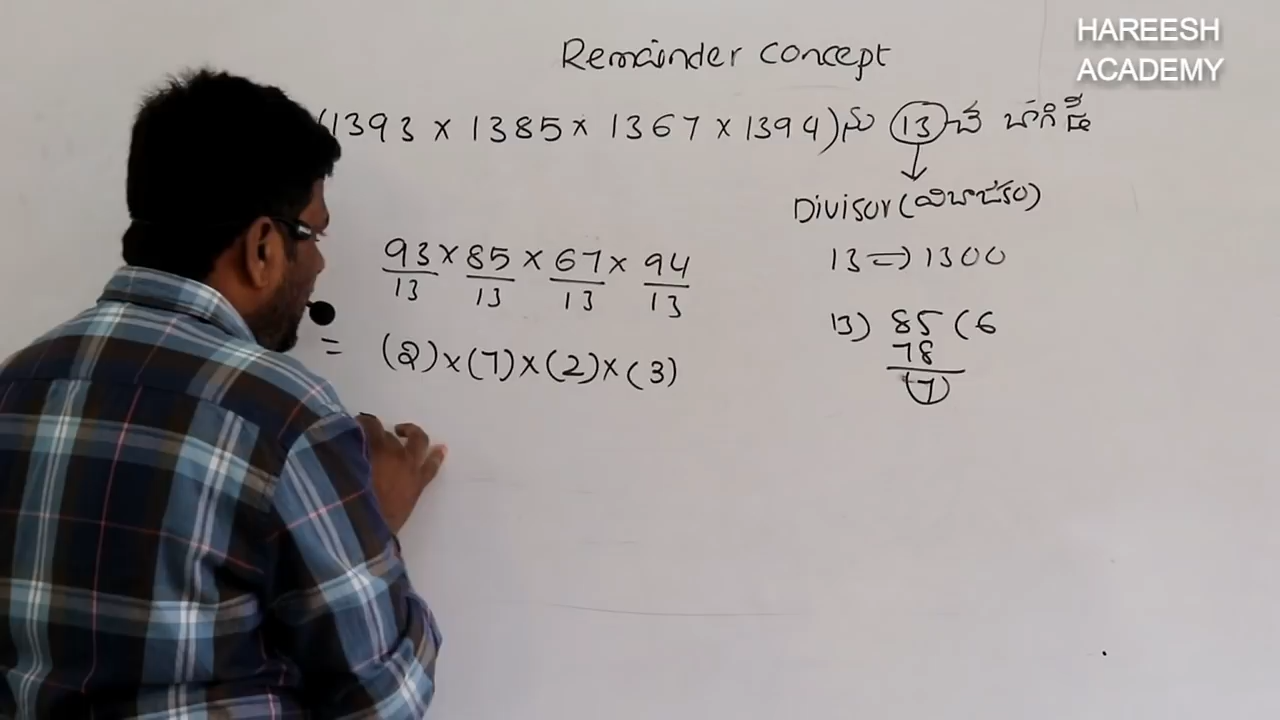 HAREESH
ACADEMY
Remainder concept
(1393 × 1385 × 1367 × 1394)ను 13 చే
Divisor (విభాజకం)
93 × 85 × 67 × 94
13 13 13 13
13 => 1300
= (2) × (7) × (2) × (3)
13) 85 (6
78
(7)